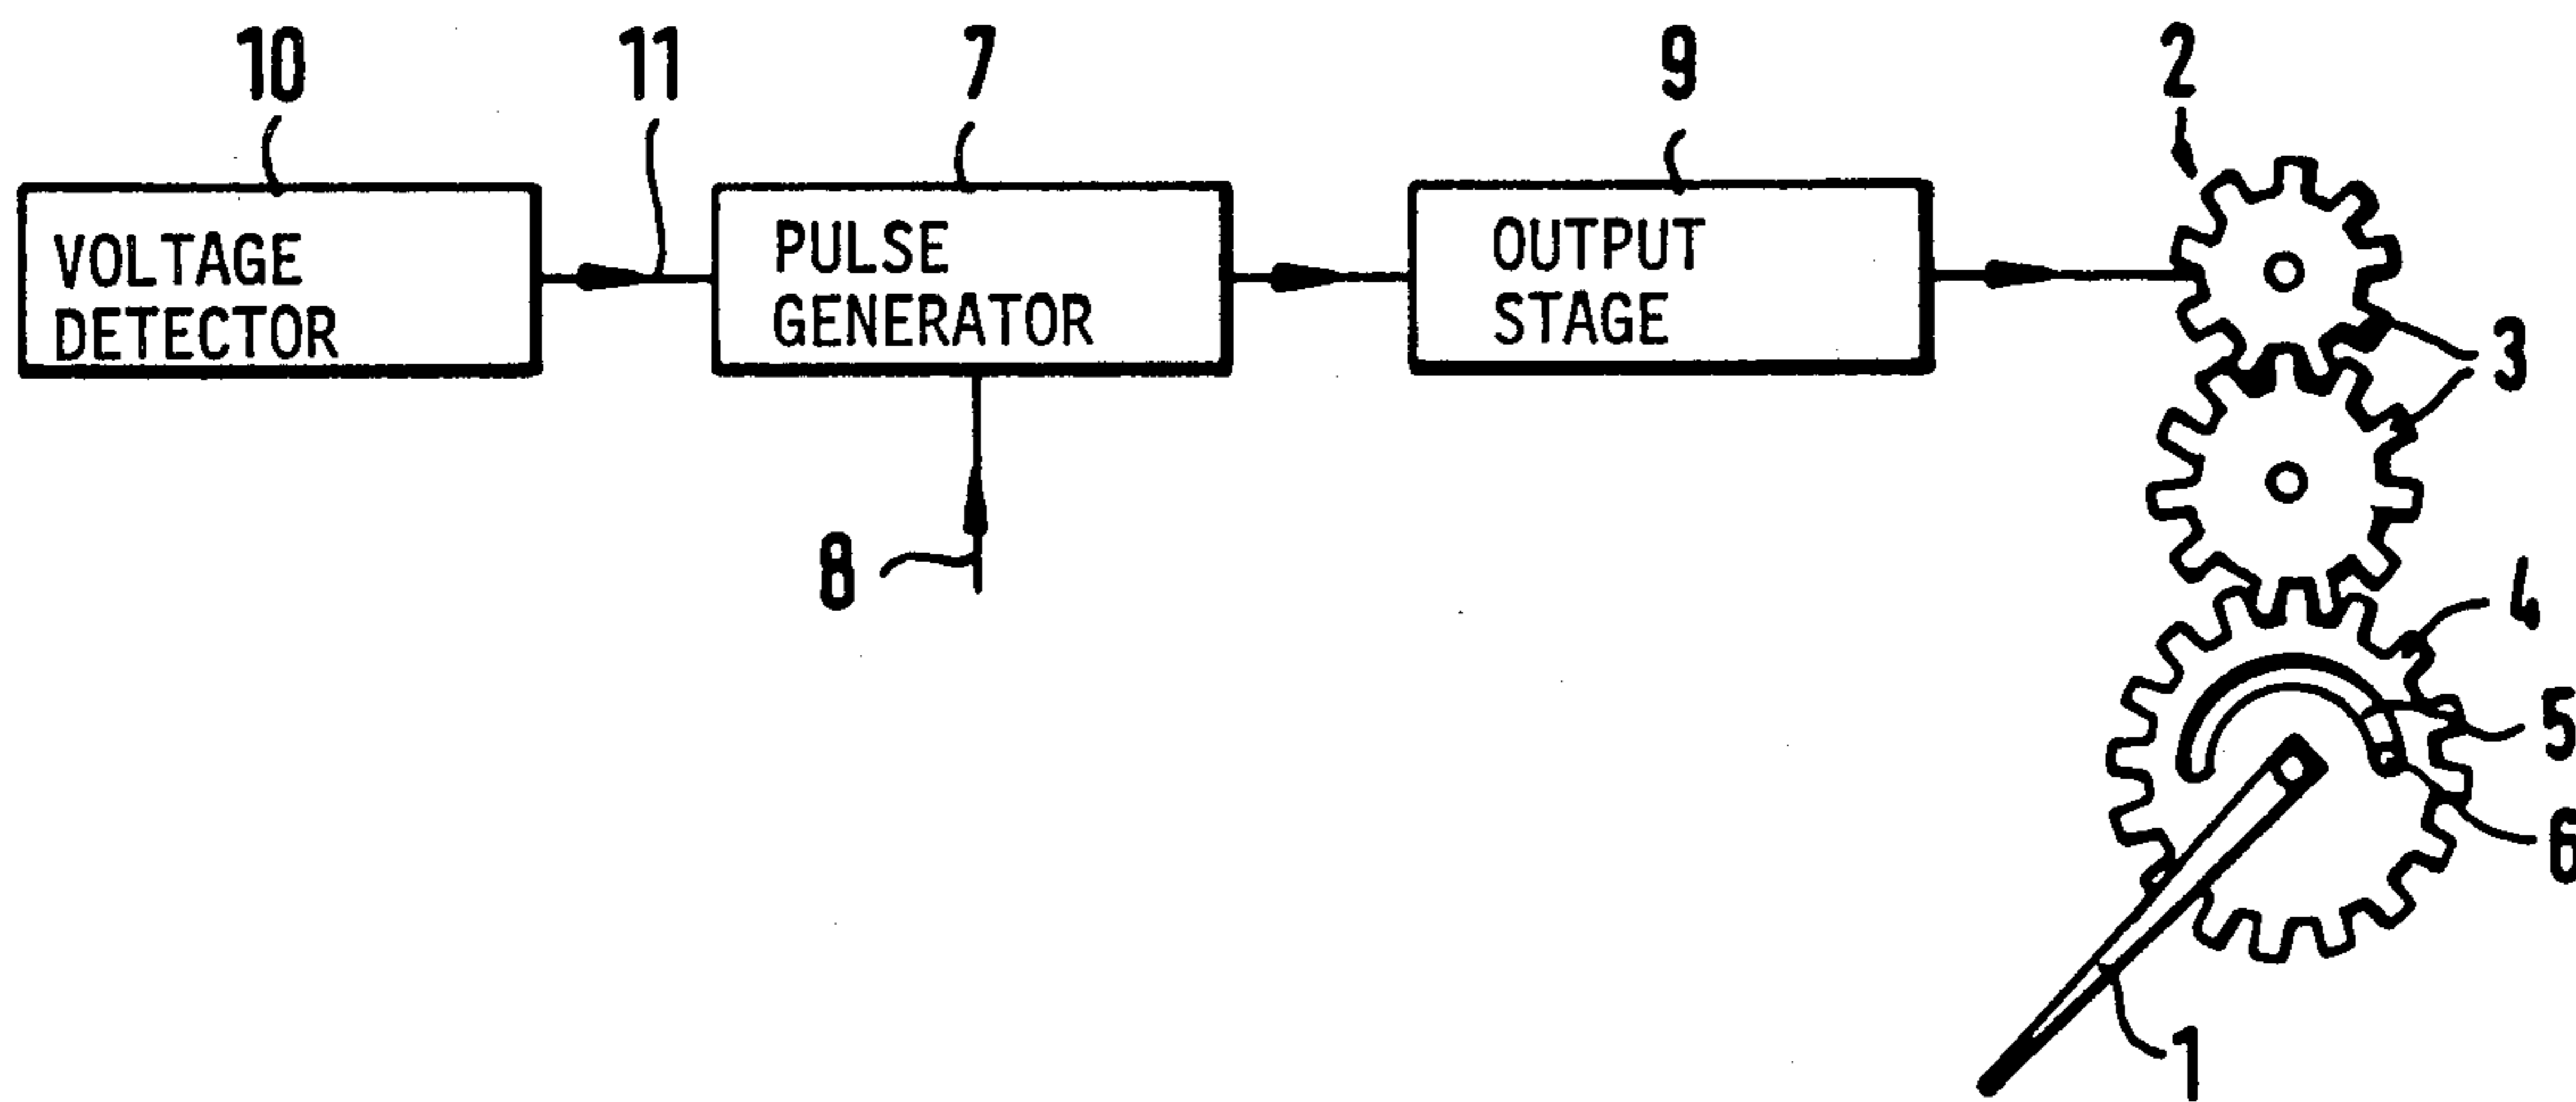 10
11
7
9
2
VOLTAGE
DETECTOR
PULSE
GENERATOR
OUTPUT
STAGE
3
8
4
5
6
1